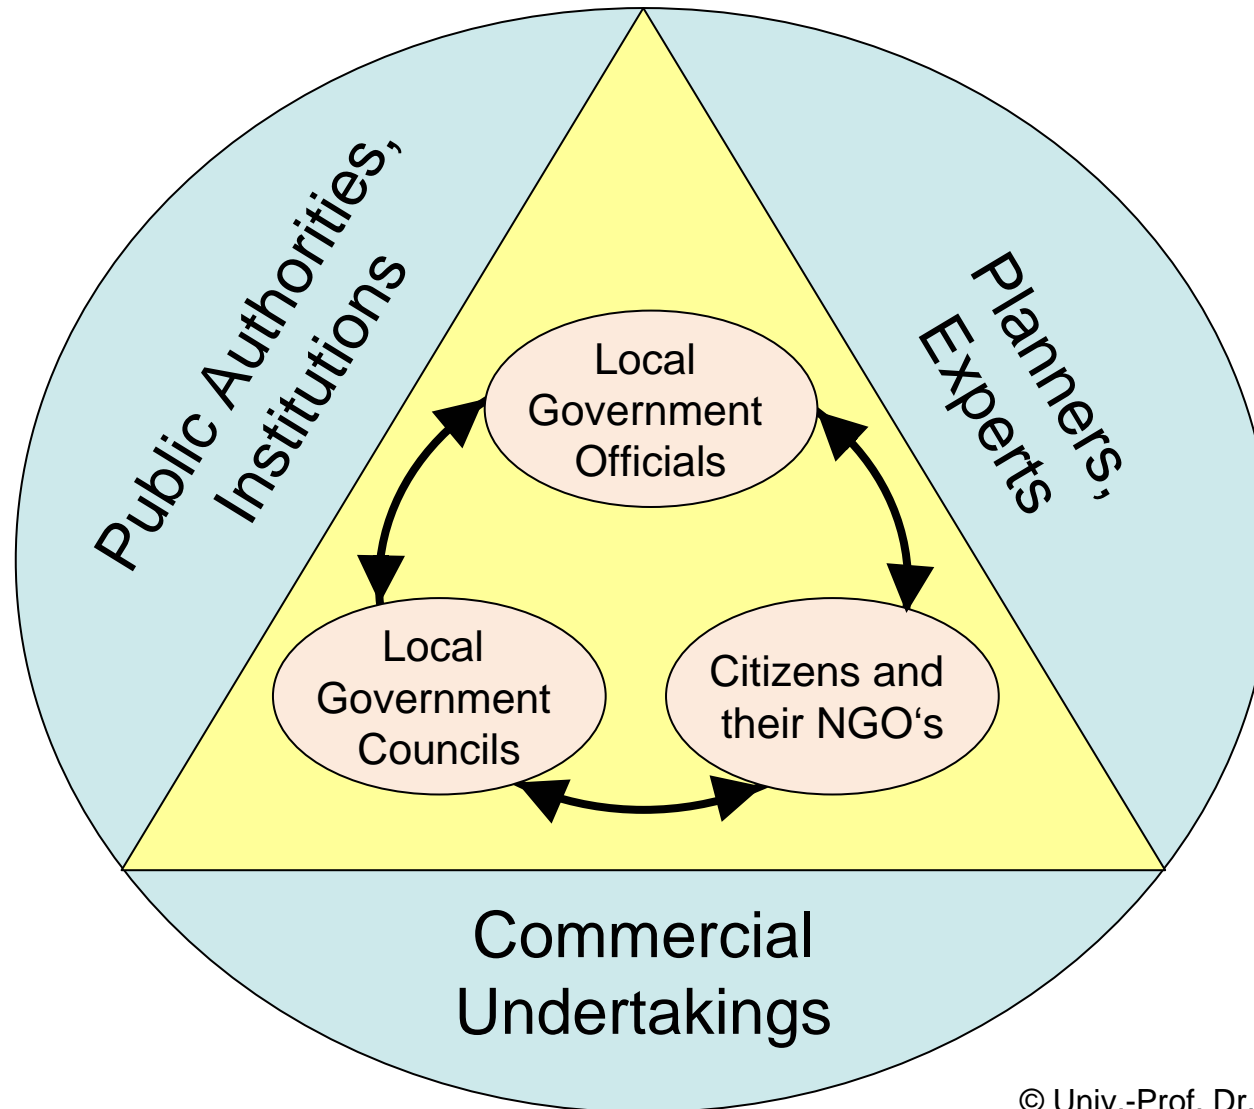 Public Authorities,
Institutions
Planners,
Experts
Local
Government
Officials
Local
Government
Councils
Citizens and
their NGO‘s
Commercial
Undertakings
© Univ.-Prof. Dr.